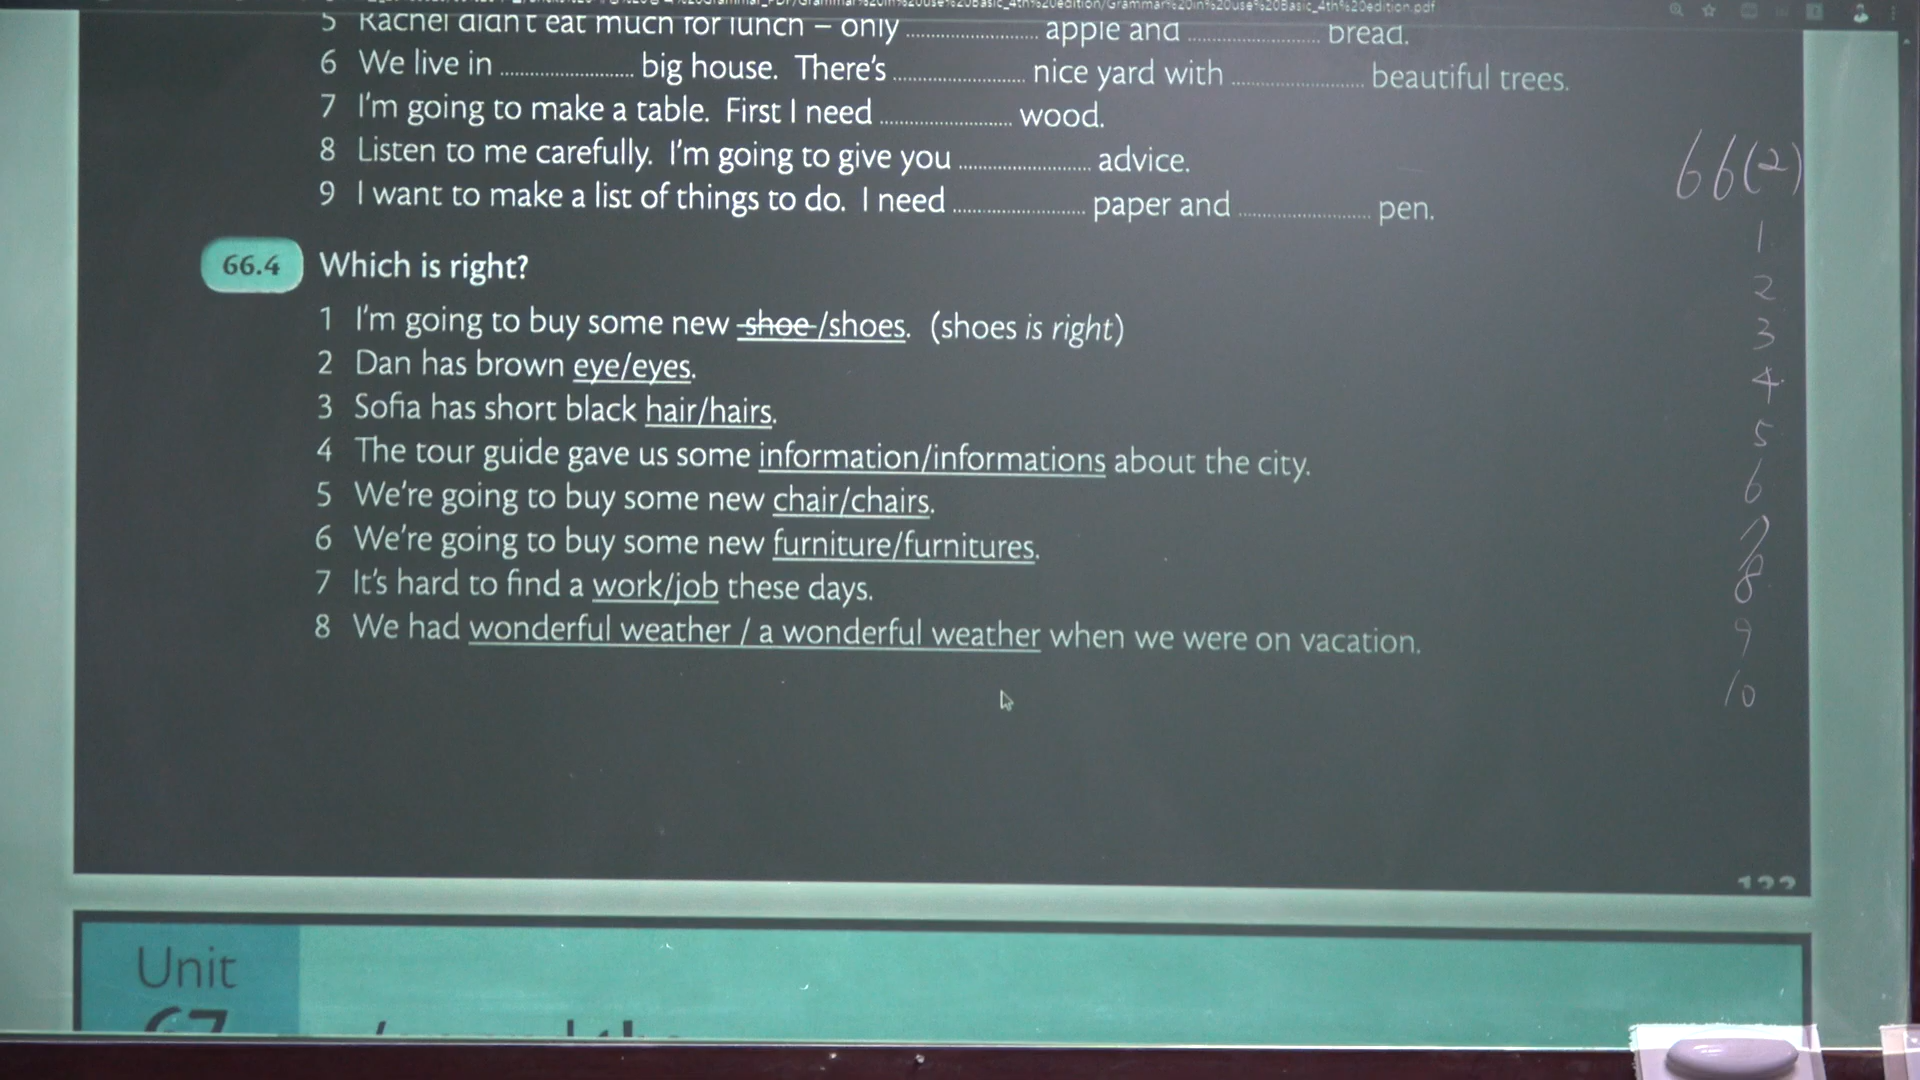 5 Rachel didn't eat much for lunch – only .................... apple and .................... bread.
6 We live in .................... big house. There's .................... nice yard with .................... beautiful trees.
7 I'm going to make a table. First I need .................... wood.
8 Listen to me carefully. I'm going to give you .................... advice.
9 I want to make a list of things to do. I need .................... paper and .................... pen.
66.4 Which is right?
1 I'm going to buy some new shoe /shoes. (shoes is right)
2 Dan has brown eye/eyes.
3 Sofia has short black hair/hairs.
4 The tour guide gave us some information/informations about the city.
5 We're going to buy some new chair/chairs.
6 We're going to buy some new furniture/furnitures.
7 It's hard to find a work/job these days.
8 We had wonderful weather / a wonderful weather when we were on vacation.
66(2)
1
2
3
4
5
6
7
8
9
10
Unit
67